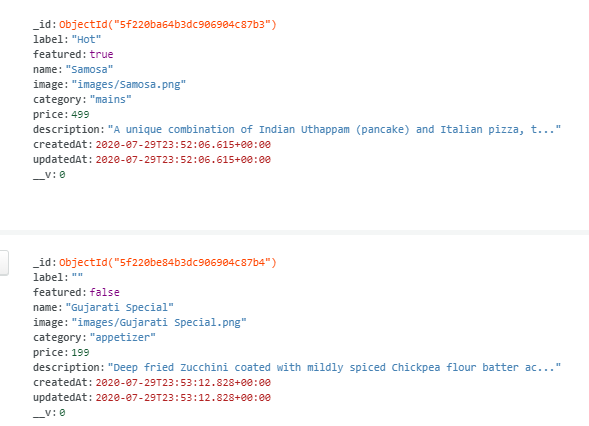 _id: ObjectId("5f220ba64b3dc906904c87b3")
label: "Hot"
featured: true
name: "Samosa"
image: "images/Samosa.png"
category: "mains"
price: 499
description: "A unique combination of Indian Uthappam (pancake) and Italian pizza, t..."
createdAt: 2020-07-29T23:52:06.615+00:00
updatedAt: 2020-07-29T23:52:06.615+00:00
__v: 0
_id: ObjectId("5f220be84b3dc906904c87b4")
label: ""
featured: false
name: "Gujarati Special"
image: "images/Gujarati Special.png"
category: "appetizer"
price: 199
description: "Deep fried Zucchini coated with mildly spiced Chickpea flour batter ac..."
createdAt: 2020-07-29T23:53:12.828+00:00
updatedAt: 2020-07-29T23:53:12.828+00:00
__v: 0